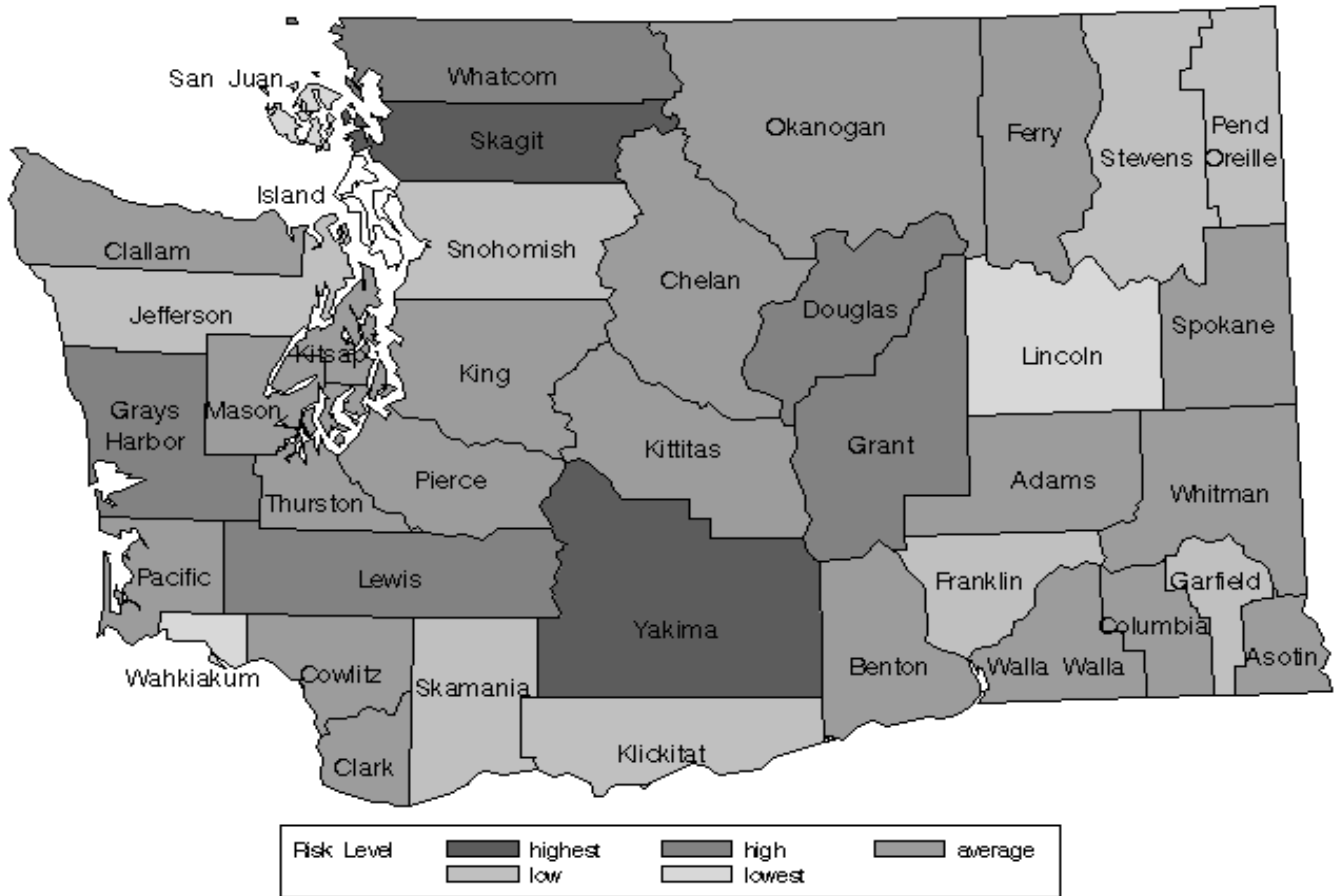 Whatcom
San Juan
Okanogan
Ferry
Pend
Oreille
Skagit
Stevens
Island
Snohomish
Clallam
Chelan
Jefferson
Douglas
Spokane
Kitsap
Lincoln
King
Grays
Harbor
Mason
Kittitas
Grant
Pierce
Adams
Whitman
Thurston
Pacific
Lewis
Franklin
Garfield
Yakima
Columbia
Wahkiakum
Cowlitz
Skamania
Benton
Walla Walla
Asotin
Klickitat
Clark
Risk Level highest high average
low lowest